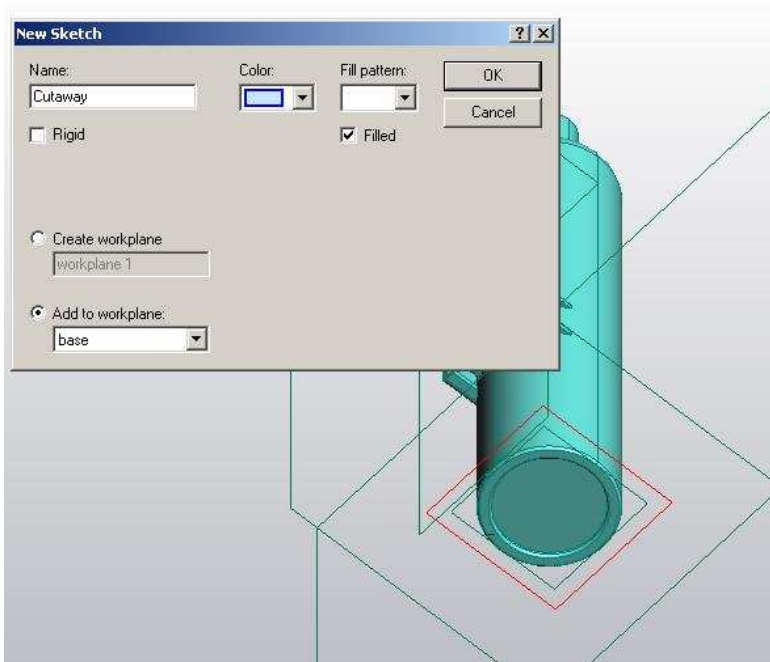 New Sketch
Name: Color: Fill pattern: OK
Cutaway
Cancel
Rigid Filled
Create workplane
workplane 1
Add to workplane:
base